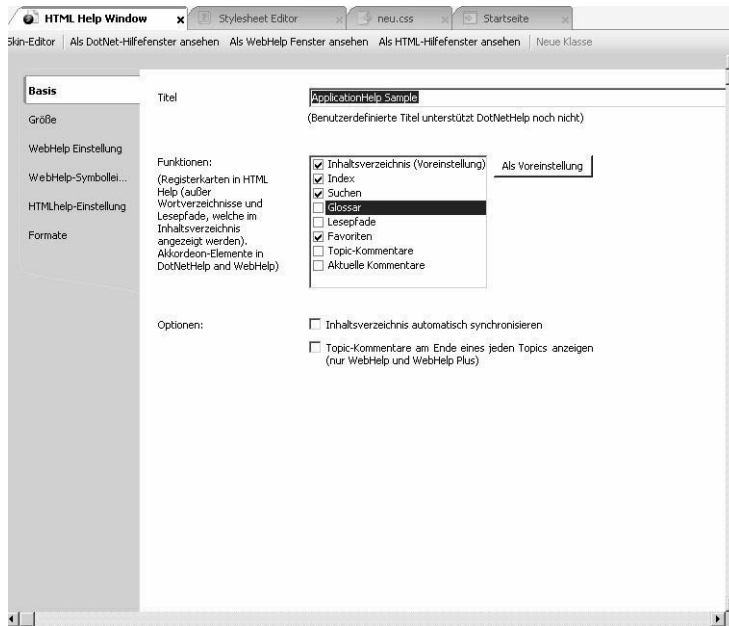 HTML Help Window x Stylesheet Editor x neu.css x Startseite x
Skin-Editor Als DotNet-Hilfefenster ansehen Als WebHelp Fenster ansehen Als HTML-Hilfefenster ansehen Neue Klasse
Basis
Größe
WebHelp Einstellung
WebHelp-Symbollei...
HTMLhelp-Einstellung
Formate
Titel
ApplicationHelp Sample
(Benutzerdefinierte Titel unterstützt DotNetHelp noch nicht)
Funktionen:
(Registerkarten in HTML
Help (außer
Wortverzeichnisse und
Lesepfade, welche im
Inhaltsverzeichnis
angezeigt werden).
Akkordeon-Elemente in
DotNetHelp and WebHelp)
Inhaltsverzeichnis (Voreinstellung)
Index
Suchen
Glossar
Lesepfade
Favoriten
Topic-Kommentare
Aktuelle Kommentare
Als Voreinstellung
Optionen:
Inhaltsverzeichnis automatisch synchronisieren
Topic-Kommentare am Ende eines jeden Topics anzeigen
(nur WebHelp und WebHelp Plus)